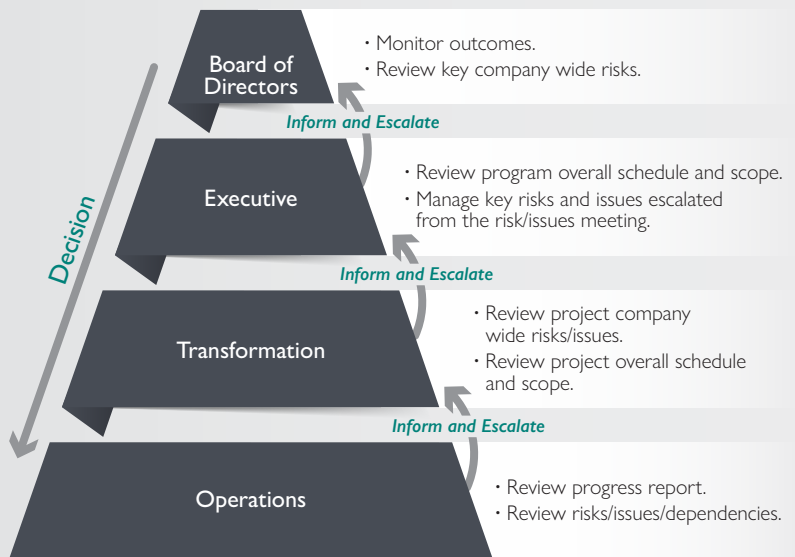 Board of
Directors
• Monitor outcomes.
• Review key company wide risks.
Inform and Escalate
Decision
Executive
• Review program overall schedule and scope.
• Manage key risks and issues escalated
from the risk/issues meeting.
Inform and Escalate
Transformation
• Review project company
wide risks/issues.
• Review project overall schedule
and scope.
Inform and Escalate
Operations
• Review progress report.
• Review risks/issues/dependencies.